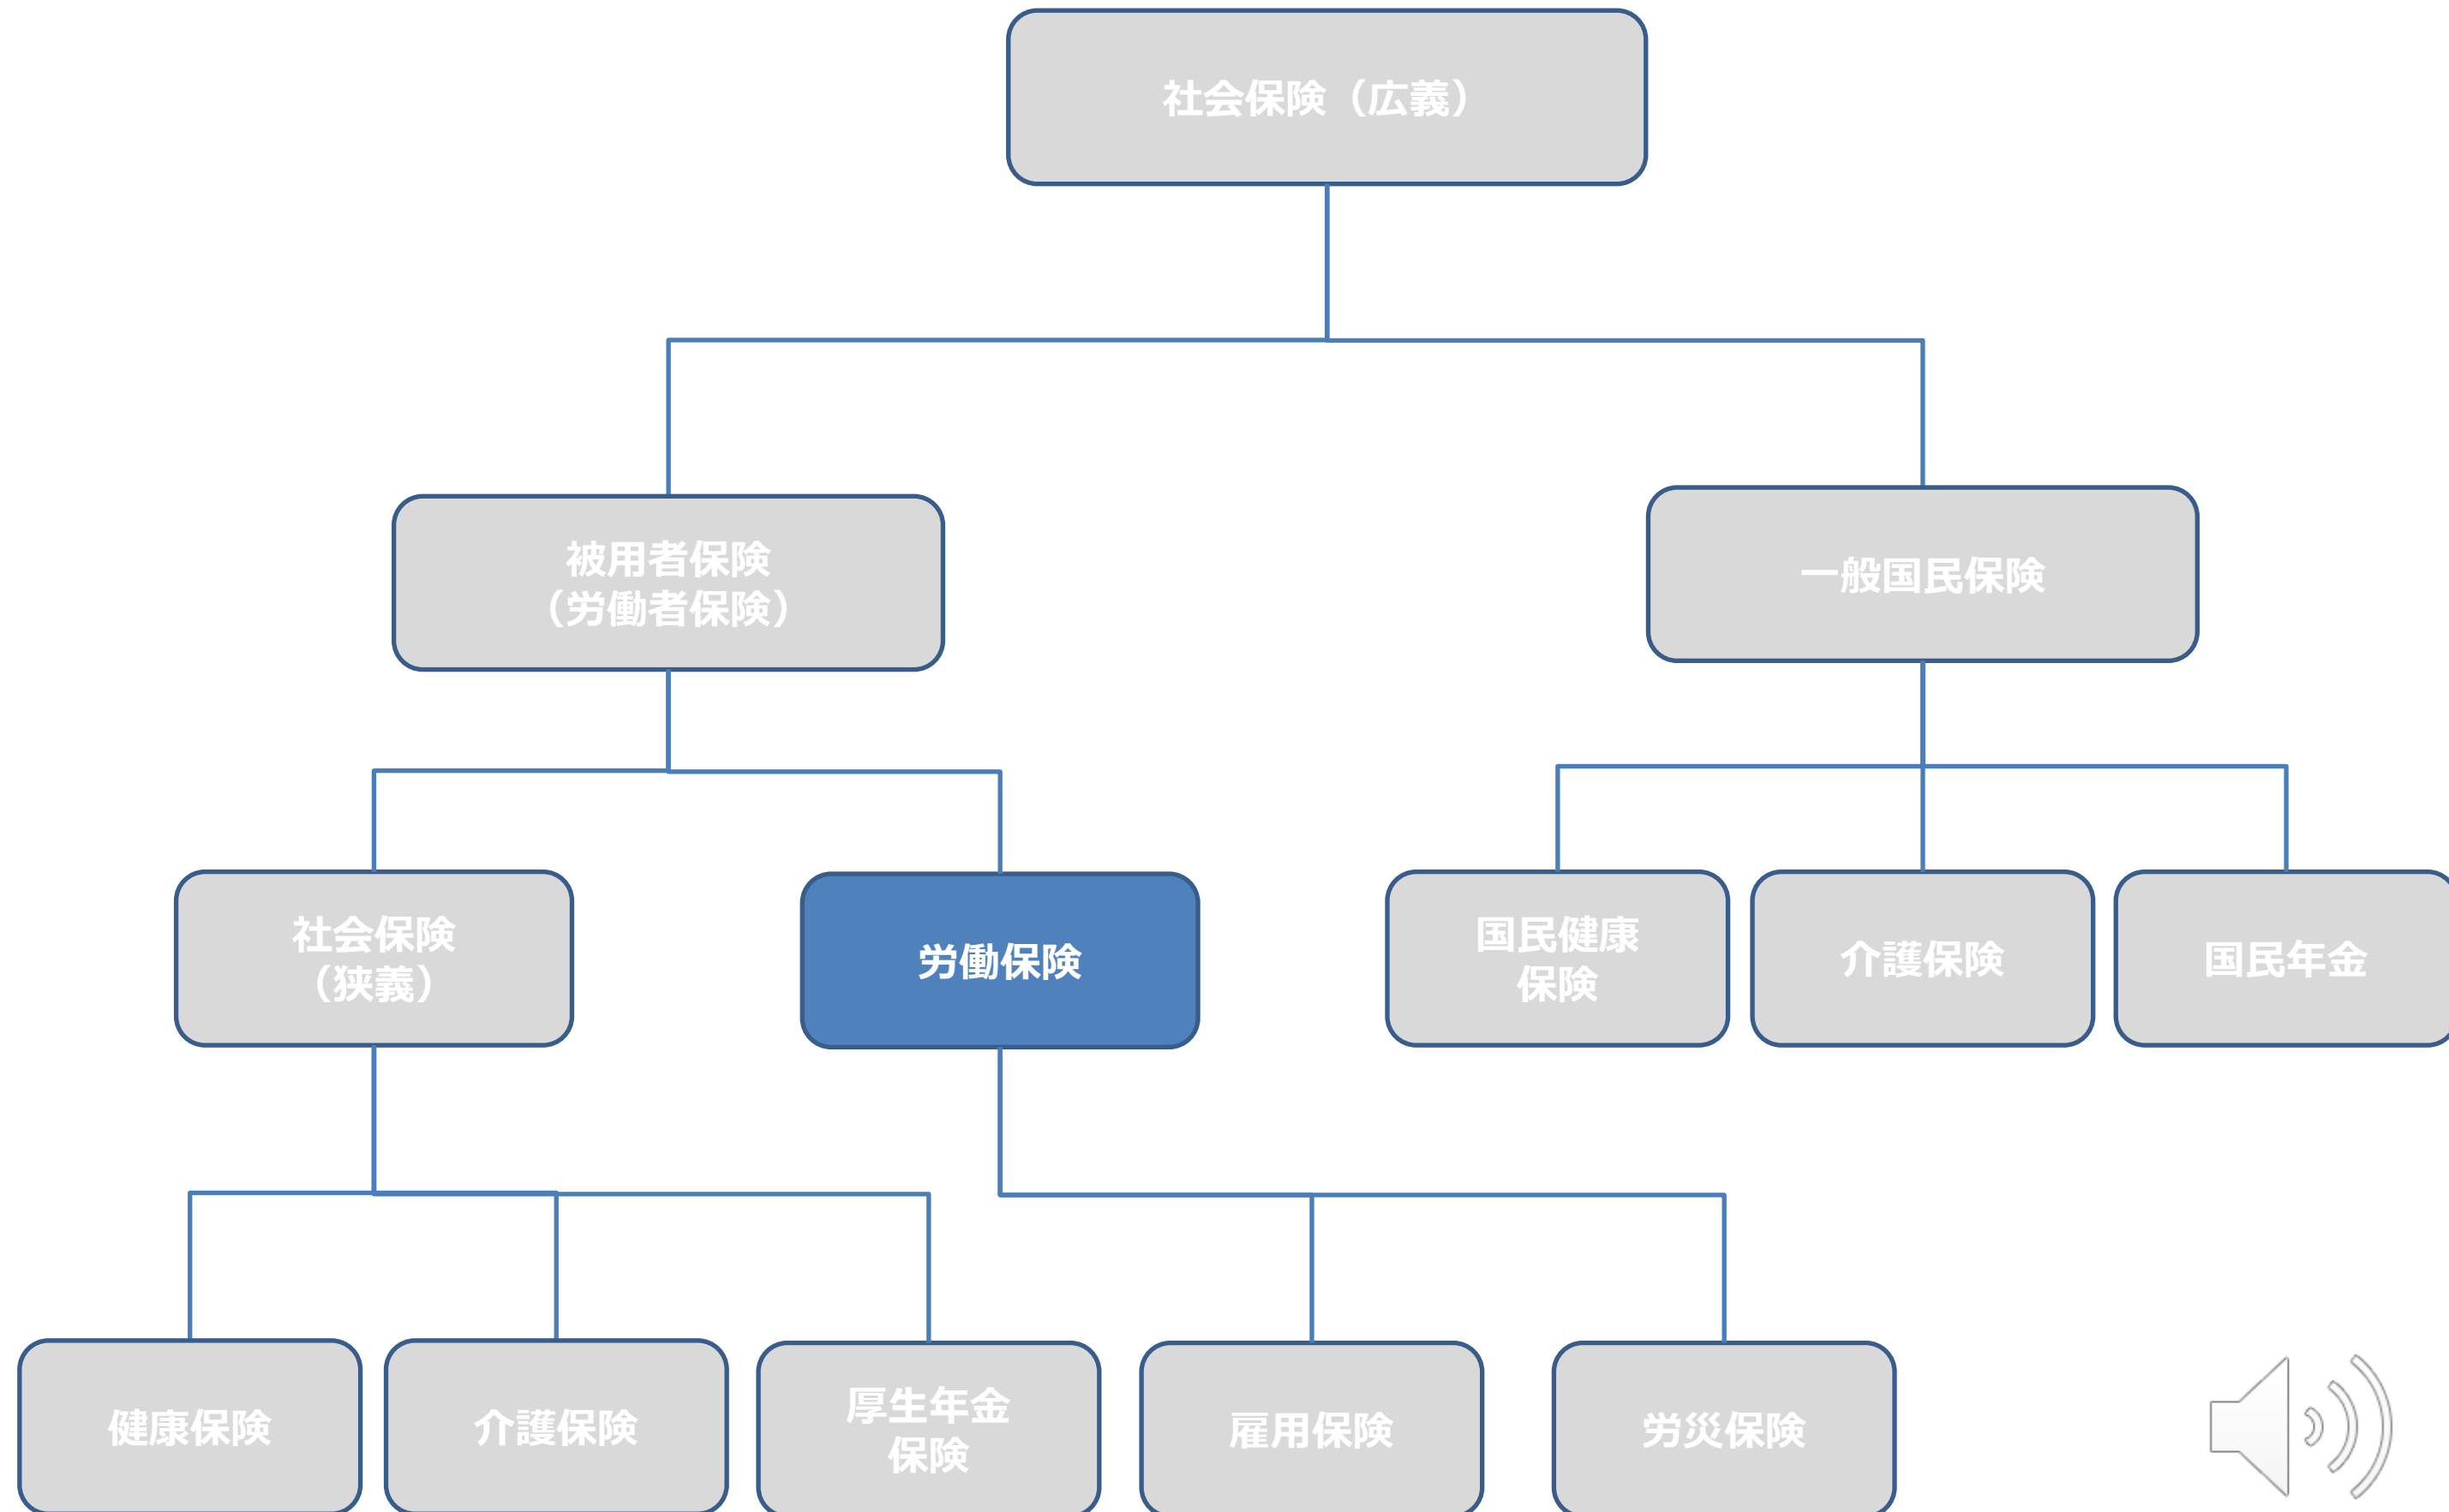 社会保険（広義）
被用者保険
（労働者保険）
一般国民保険
社会保険
（狭義）
労働保険
国民健康
保険
介護保険
国民年金
健康保険
介護保険
厚生年金
保険
雇用保険
労災保険